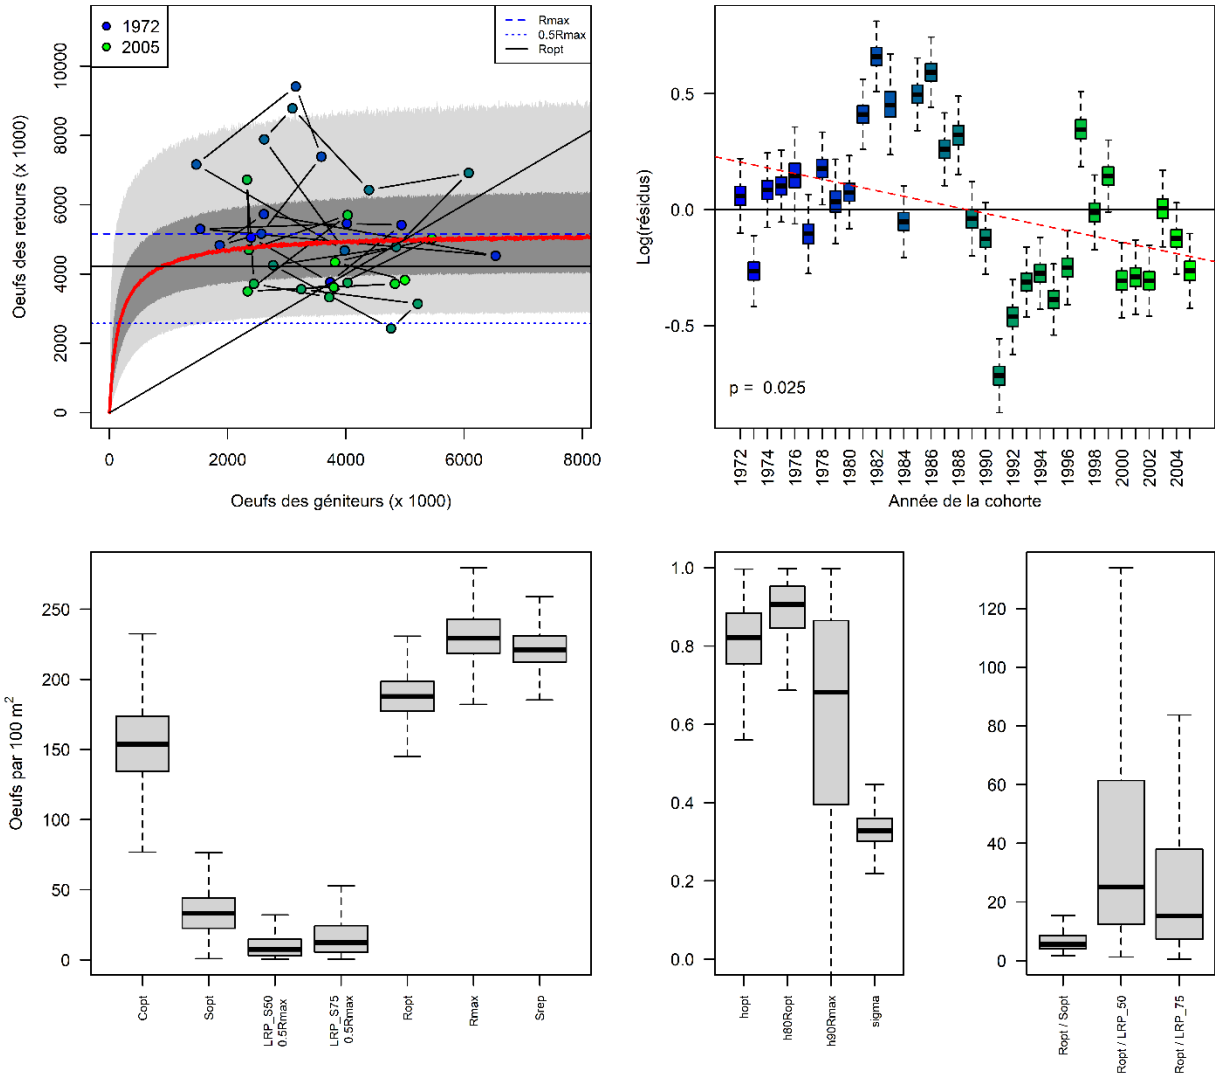 1972
2005
Rmax
0.5Rmax
Ropt
Oeufs des retours (x 1000)
10000
8000
6000
4000
2000
0
0 2000 4000 6000 8000
Oeufs des géniteurs (x 1000)
Log(résidus)
0.5
0.0
-0.5
p = 0.025
1972 1974 1976 1978 1980 1982 1984 1986 1988 1990 1992 1994 1996 1998 2000 2002 2004
Année de la cohorte
Oeufs par 100 m²
250
200
150
100
50
0
Copt
Sopt
LRP_S50
0.5Rmax
LRP_S75
0.5Rmax
Ropt
Rmax
Srep
1.0
0.8
0.6
0.4
0.2
0.0
hopt
h80Ropt
h90Rmax
sigma
120
100
80
60
40
20
0
Ropt / Sopt
Ropt / LRP_50
Ropt / LRP_75